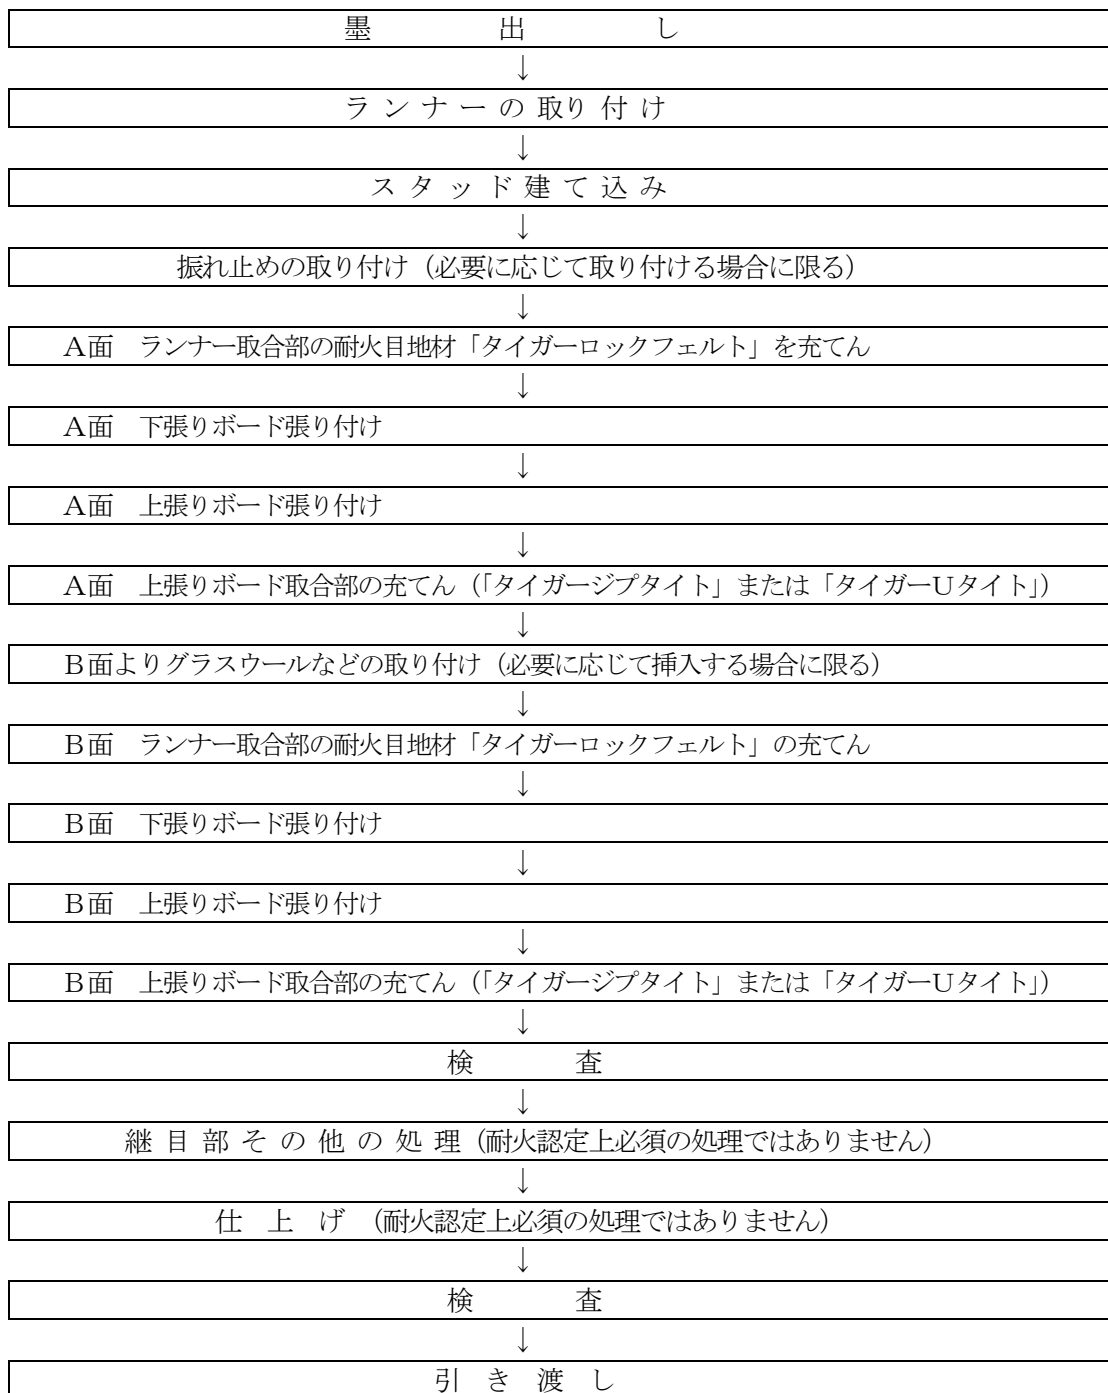 墨出し
↓
ランナーの取り付け
↓
スタッド建て込み
↓
振れ止めの取り付け（必要に応じて取り付ける場合に限る）
↓
Ａ面　ランナー取合部の耐火目地材「タイガーロックフェルト」を充てん
↓
Ａ面　下張りボード張り付け
↓
Ａ面　上張りボード張り付け
↓
Ａ面　上張りボード取合部の充てん（「タイガージプタイト」または「タイガーＵタイト」）
↓
Ｂ面よりグラスウールなどの取り付け（必要に応じて挿入する場合に限る）
↓
Ｂ面　ランナー取合部の耐火目地材「タイガーロックフェルト」の充てん
↓
Ｂ面　下張りボード張り付け
↓
Ｂ面　上張りボード張り付け
↓
Ｂ面　上張りボード取合部の充てん（「タイガージプタイト」または「タイガーＵタイト」）
↓
検査
↓
継目部その他の処理（耐火認定上必須の処理ではありません）
↓
仕上げ（耐火認定上必須の処理ではありません）
↓
検査
↓
引き渡し